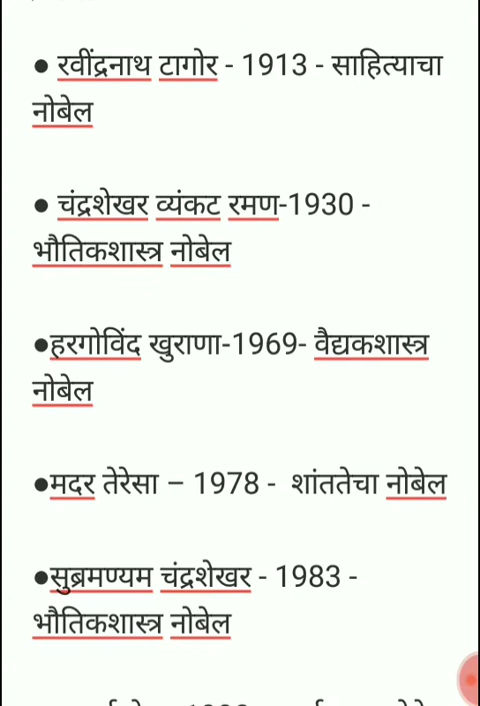 ● रवींद्रनाथ टागोर - 1913 - साहित्याचा
नोबेल
● चंद्रशेखर व्यंकट रमण-1930 -
भौतिकशास्त्र नोबेल
●हरगोविंद खुराणा-1969- वैद्यकशास्त्र
नोबेल
●मदर तेरेसा – 1978 - शांततेचा नोबेल
●सुब्रमण्यम चंद्रशेखर - 1983 -
भौतिकशास्त्र नोबेल